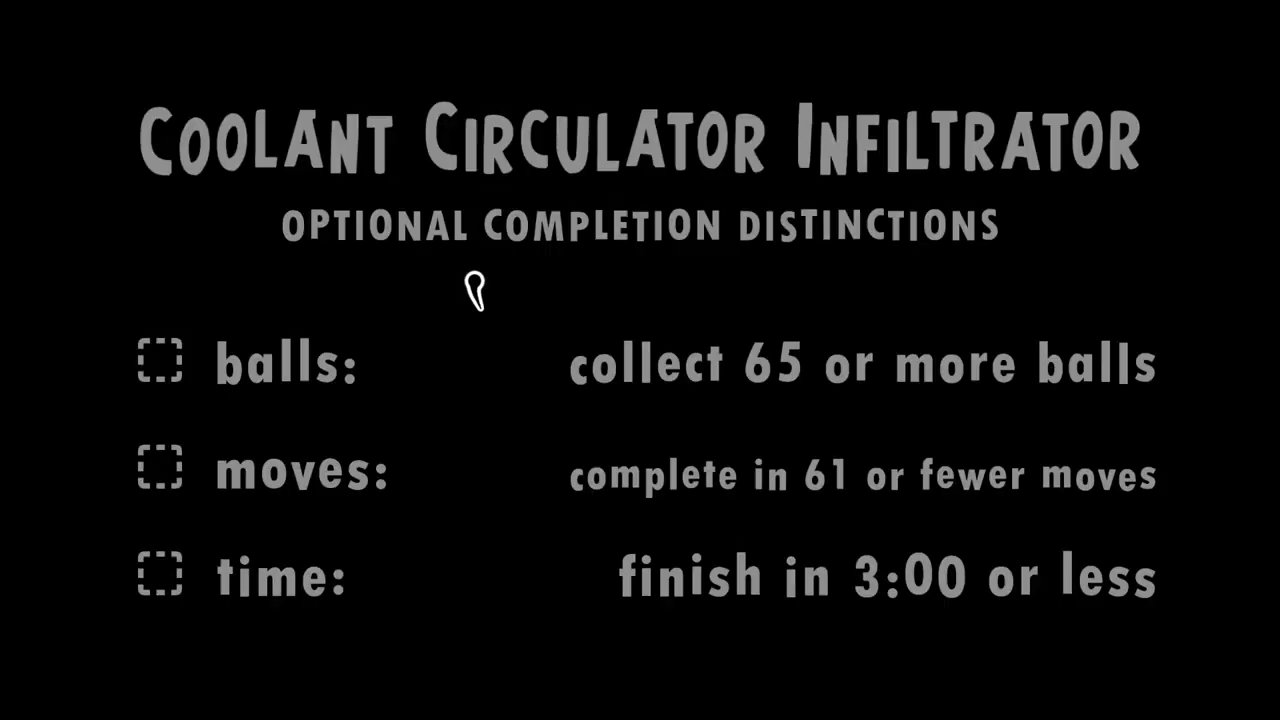 Coolant Circulator Infiltrator
OPTIONAL COMPLETION DISTINCTIONS
balls: collect 65 or more balls
moves: complete in 61 or fewer moves
time: finish in 3:00 or less